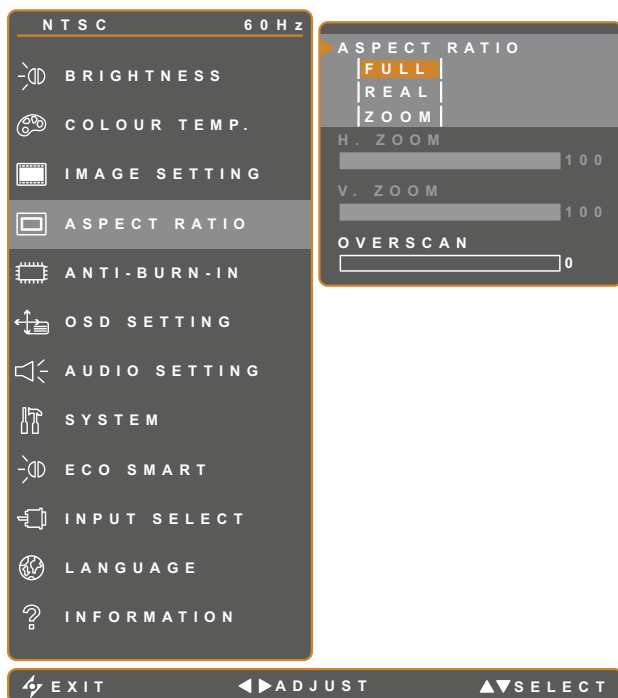 NTSC 60Hz
BRIGHTNESS
COLOUR TEMP.
IMAGE SETTING
ASPECT RATIO
ANTI-BURN-IN
OSD SETTING
AUDIO SETTING
SYSTEM
ECO SMART
INPUT SELECT
LANGUAGE
INFORMATION
ASPECT RATIO
FULL
REAL
ZOOM
H. ZOOM
100
V. ZOOM
100
OVERSCAN
0
EXIT ADJUST SELECT